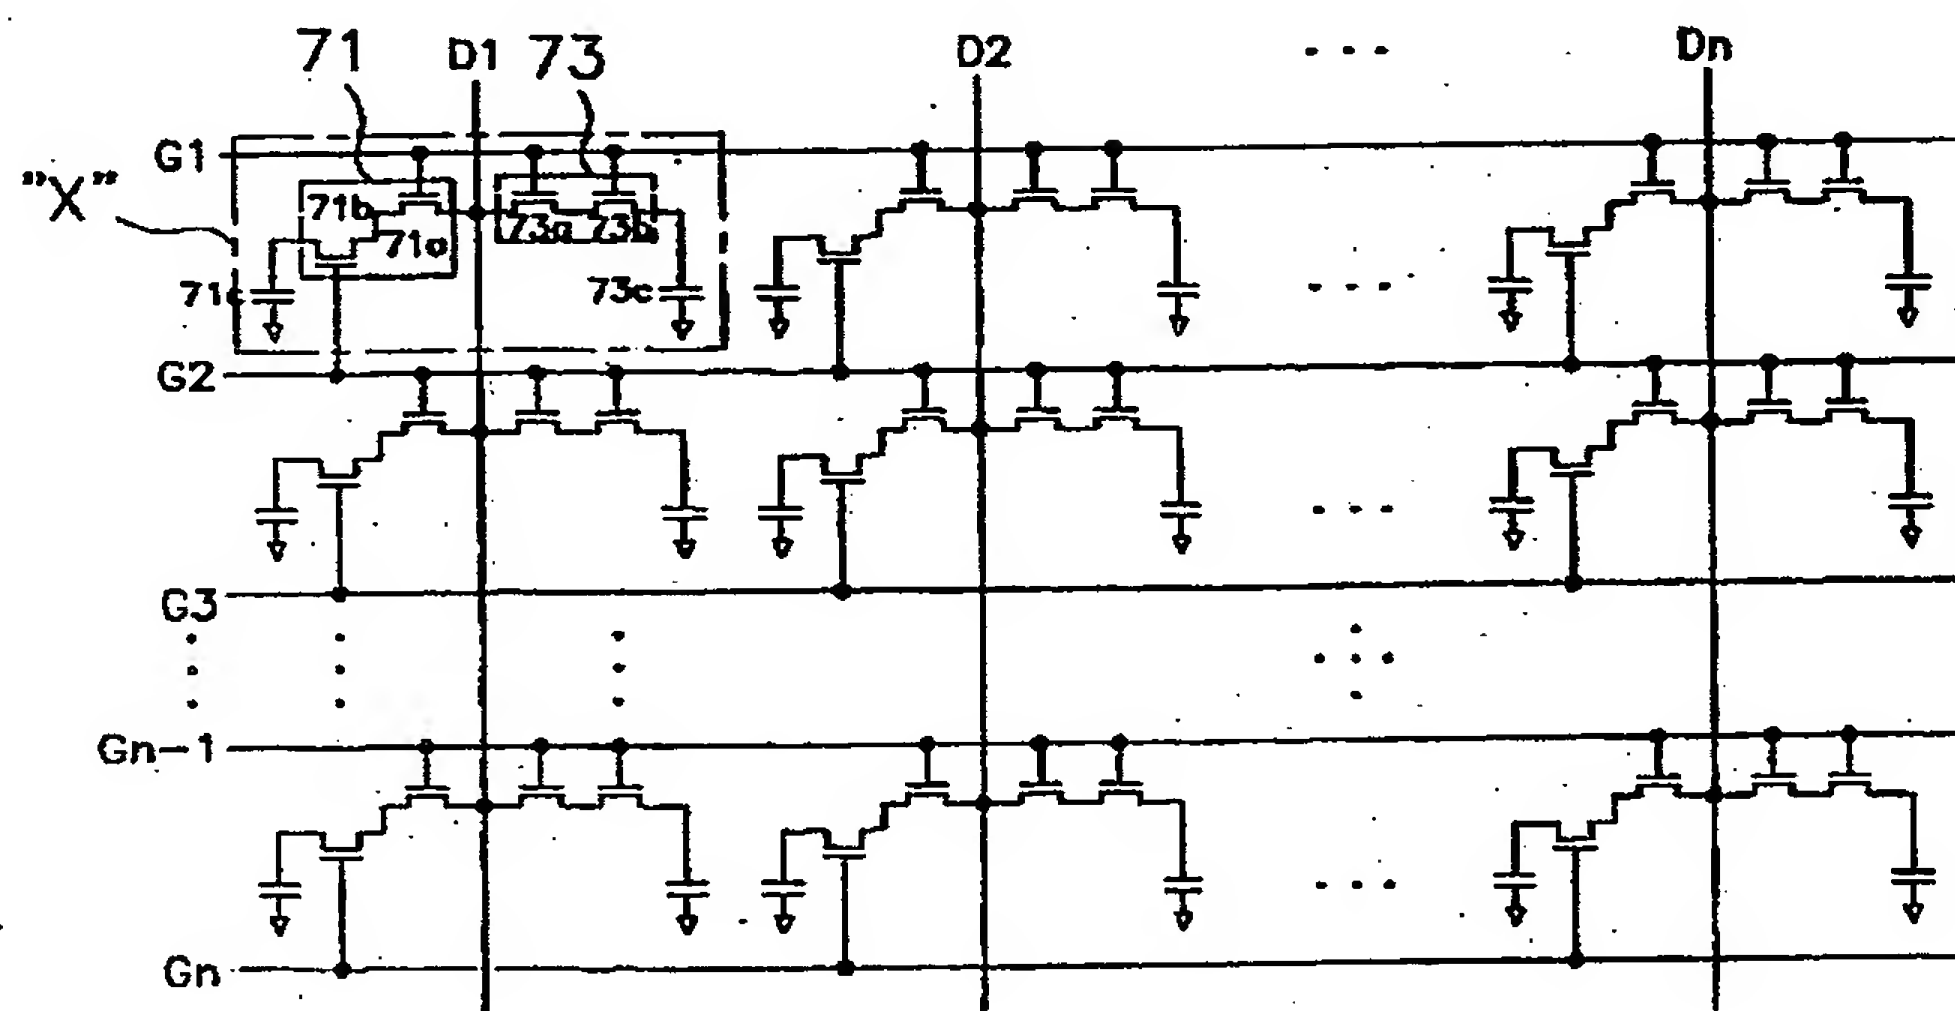 71 D1 73 D2 ... Dn
G1
"X"
71b 71a 73a 73b
71c 73c ...
G2
...
G3
Gn-1
...
Gn